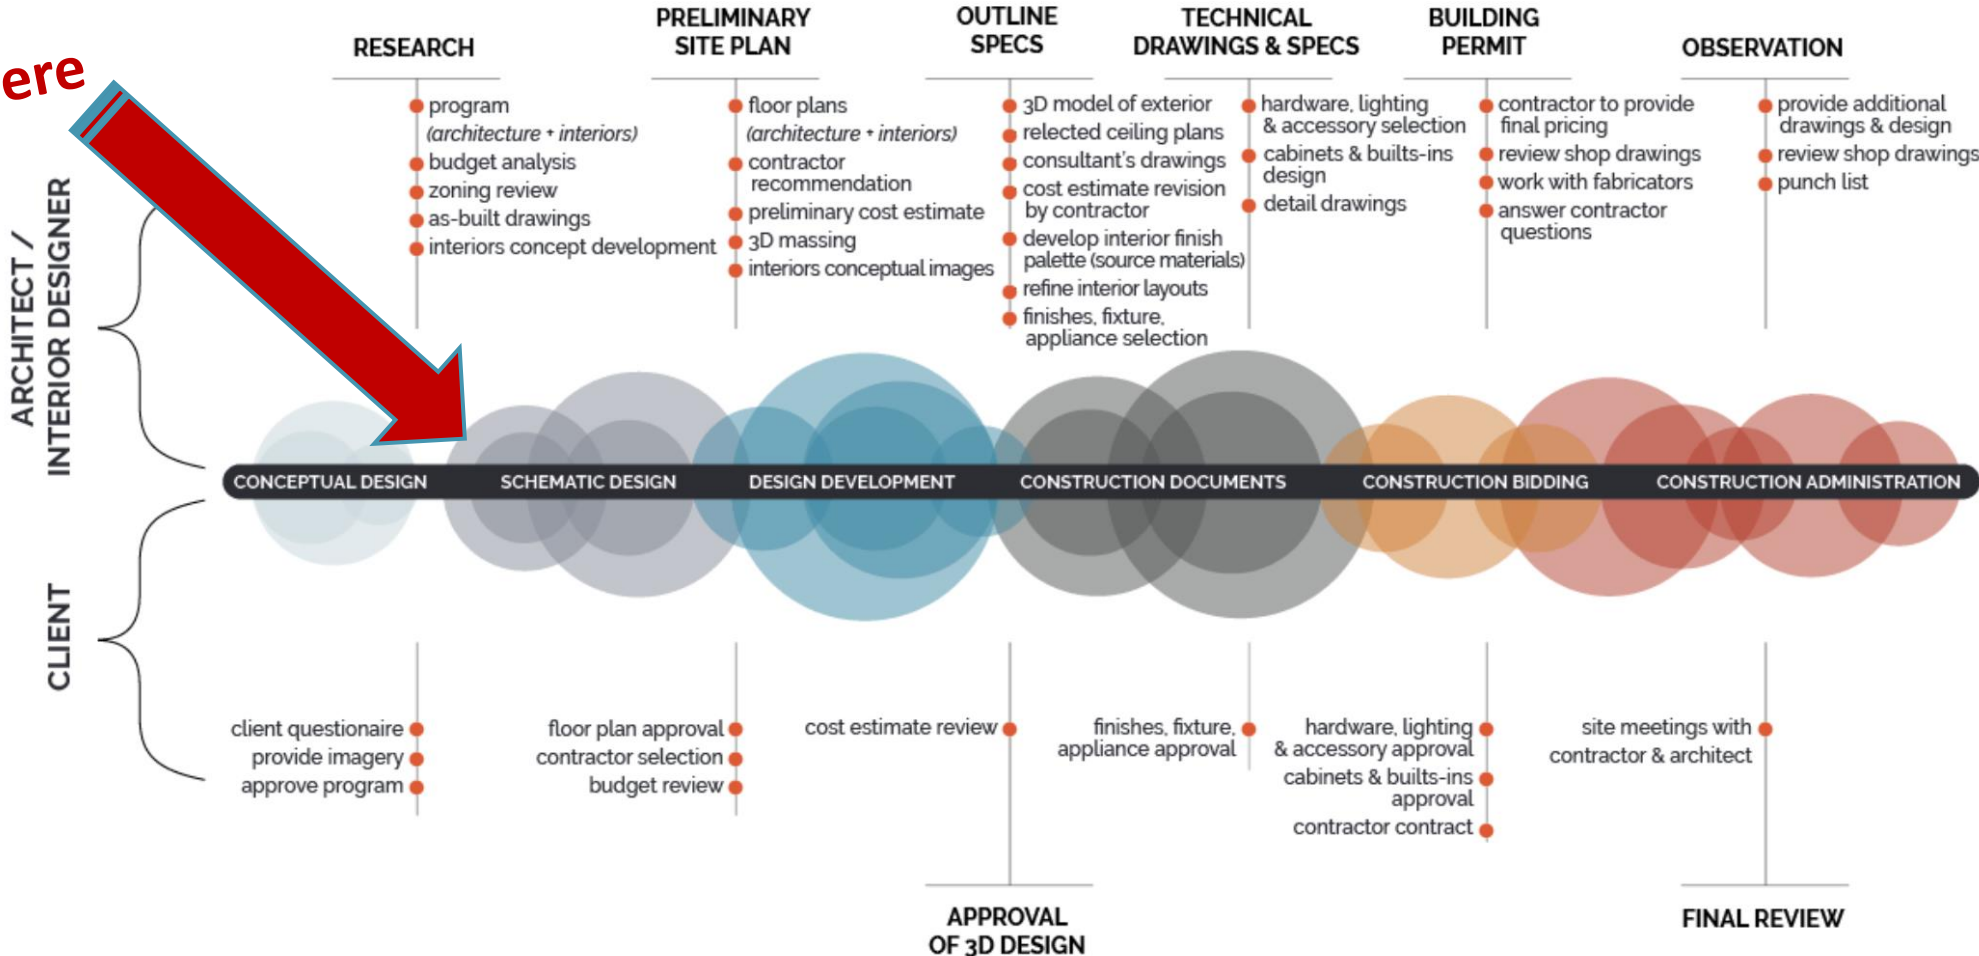 ere
RESEARCH
program
(architecture + interiors)
budget analysis
zoning review
as-built drawings
interiors concept development
PRELIMINARY
SITE PLAN
floor plans
(architecture + interiors)
contractor
recommendation
preliminary cost estimate
3D massing
interiors conceptual images
OUTLINE
SPECS
3D model of exterior
relected ceiling plans
consultant's drawings
cost estimate revision
by contractor
develop interior finish
palette (source materials)
refine interior layouts
finishes, fixture,
appliance selection
TECHNICAL
DRAWINGS & SPECS
hardware, lighting
& accessory selection
cabinets & builts-ins
design
detail drawings
BUILDING
PERMIT
contractor to provide
final pricing
review shop drawings
work with fabricators
answer contractor
questions
OBSERVATION
provide additional
drawings & design
review shop drawings
punch list
ARCHITECT /
INTERIOR DESIGNER
CONCEPTUAL DESIGN
SCHEMATIC DESIGN
DESIGN DEVELOPMENT
CONSTRUCTION DOCUMENTS
CONSTRUCTION BIDDING
CONSTRUCTION ADMINISTRATION
CLIENT
client questionaire
provide imagery
approve program
floor plan approval
contractor selection
budget review
cost estimate review
APPROVAL
OF 3D DESIGN
finishes, fixture,
appliance approval
hardware, lighting
& accessory approval
cabinets & builts-ins
approval
contractor contract
site meetings with
contractor & architect
FINAL REVIEW